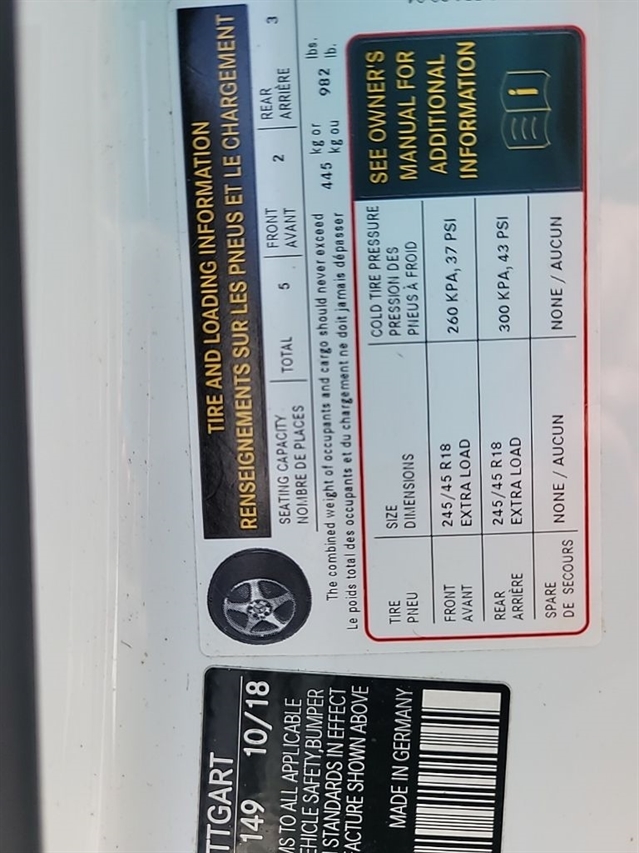 TIRE AND LOADING INFORMATION
RENSEIGNEMENTS SUR LES PNEUS ET LE CHARGEMENT
SEATING CAPACITY
NOMBRE DE PLACES
TOTAL 5
FRONT
AVANT
2
REAR
ARRIÈRE
3
The combined weight of occupants and cargo should never exceed 445 kg or 982 lbs.
Le poids total des occupants et du chargement ne doit jamais dépasser kg ou lb.
TIRE
PNEU
SIZE
DIMENSIONS
COLD TIRE PRESSURE
PRESSION DES
PNEUS À FROID
FRONT
AVANT
245/45 R18
EXTRA LOAD
260 KPA, 37 PSI
REAR
ARRIÈRE
245/45 R18
EXTRA LOAD
300 KPA, 43 PSI
SPARE
DE SECOURS
NONE / AUCUN
NONE / AUCUN
SEE OWNER'S
MANUAL FOR
ADDITIONAL
INFORMATION
i
TTGART
149 10/18
MS TO ALL APPLICABLE
EHICLE SAFETY,BUMPER
STANDARDS IN EFFECT
FACTURE SHOWN ABOVE
MADE IN GERMANY